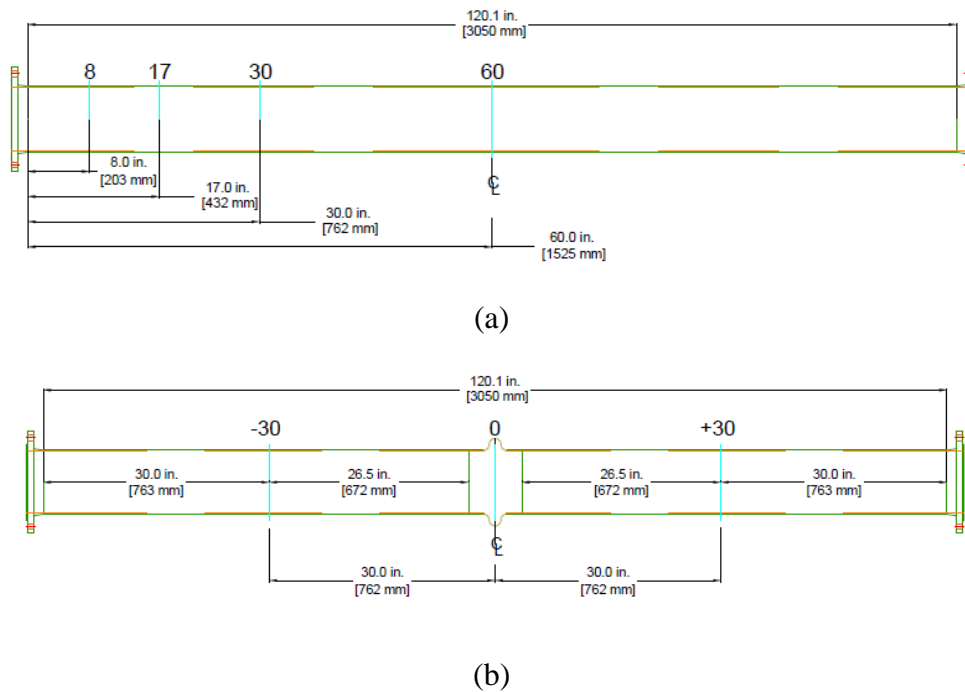 120.1 in.
[3050 mm]
8 17 30 60
8.0 in.
[203 mm]
℄
17.0 in.
[432 mm]
30.0 in.
[762 mm]
60.0 in.
[1525 mm]
(a)
120.1 in.
[3050 mm]
-30 0 +30
30.0 in. 26.5 in. 26.5 in. 30.0 in.
[763 mm] [672 mm] [672 mm] [763 mm]
℄
30.0 in. 30.0 in.
[762 mm] [762 mm]
(b)